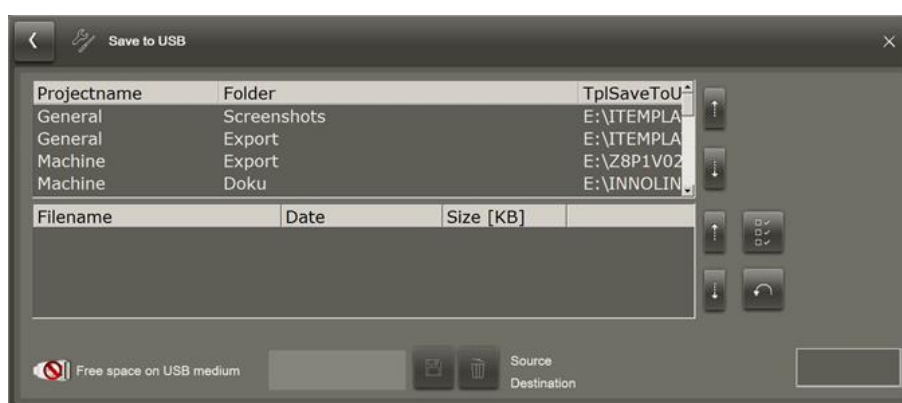 Save to USB
Projectname Folder TplSaveToU
General Screenshots E:\ITEMPLA
General Export E:\ITEMPLA
Machine Export E:\Z8P1V02
Machine Doku E:\INNOLIN
Filename Date Size [KB]
Free space on USB medium
Source
Destination